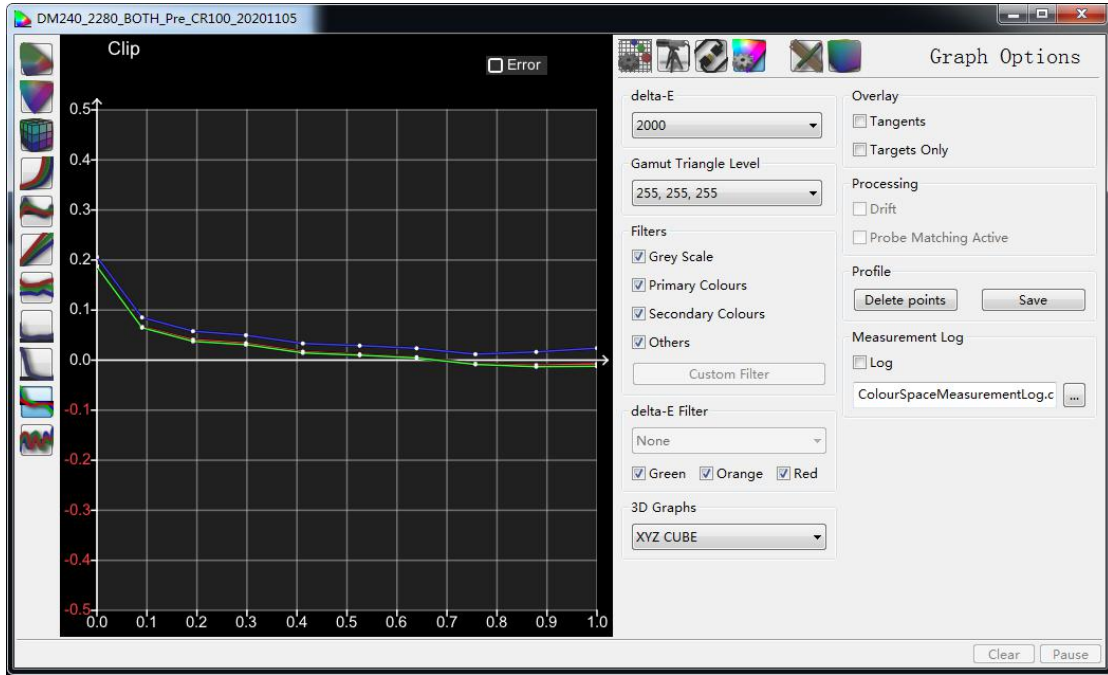 DM240_2280_BOTH_Pre_CR100_20201105
Clip
Error
0.5
0.4
0.3
0.2
0.1
0.0
-0.1
-0.2
-0.3
-0.4
-0.5
0.0 0.1 0.2 0.3 0.4 0.5 0.6 0.7 0.8 0.9 1.0
Graph Options
delta-E
2000
Gamut Triangle Level
255, 255, 255
Filters
Grey Scale
Primary Colours
Secondary Colours
Others
Custom Filter
delta-E Filter
None
Green Orange Red
3D Graphs
XYZ CUBE
Overlay
Tangents
Targets Only
Processing
Drift
Probe Matching Active
Profile
Delete points Save
Measurement Log
Log
ColourSpaceMeasurementLog.c ...
Clear Pause